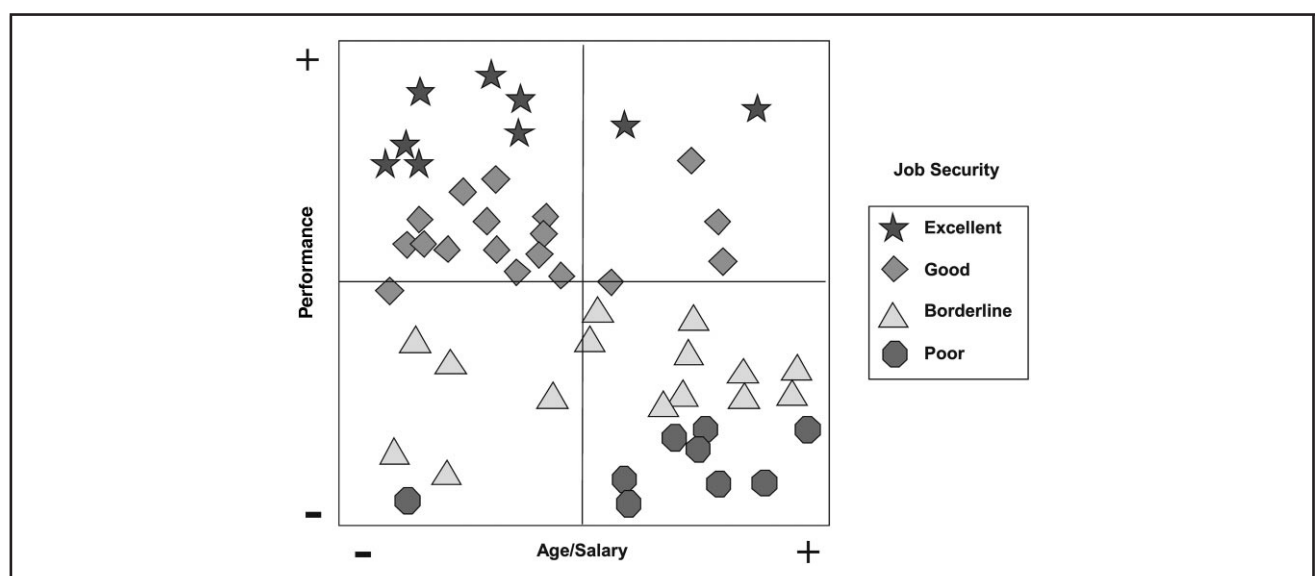 +
Performance
-
-
Age/Salary
+
Job Security
Excellent
Good
Borderline
Poor